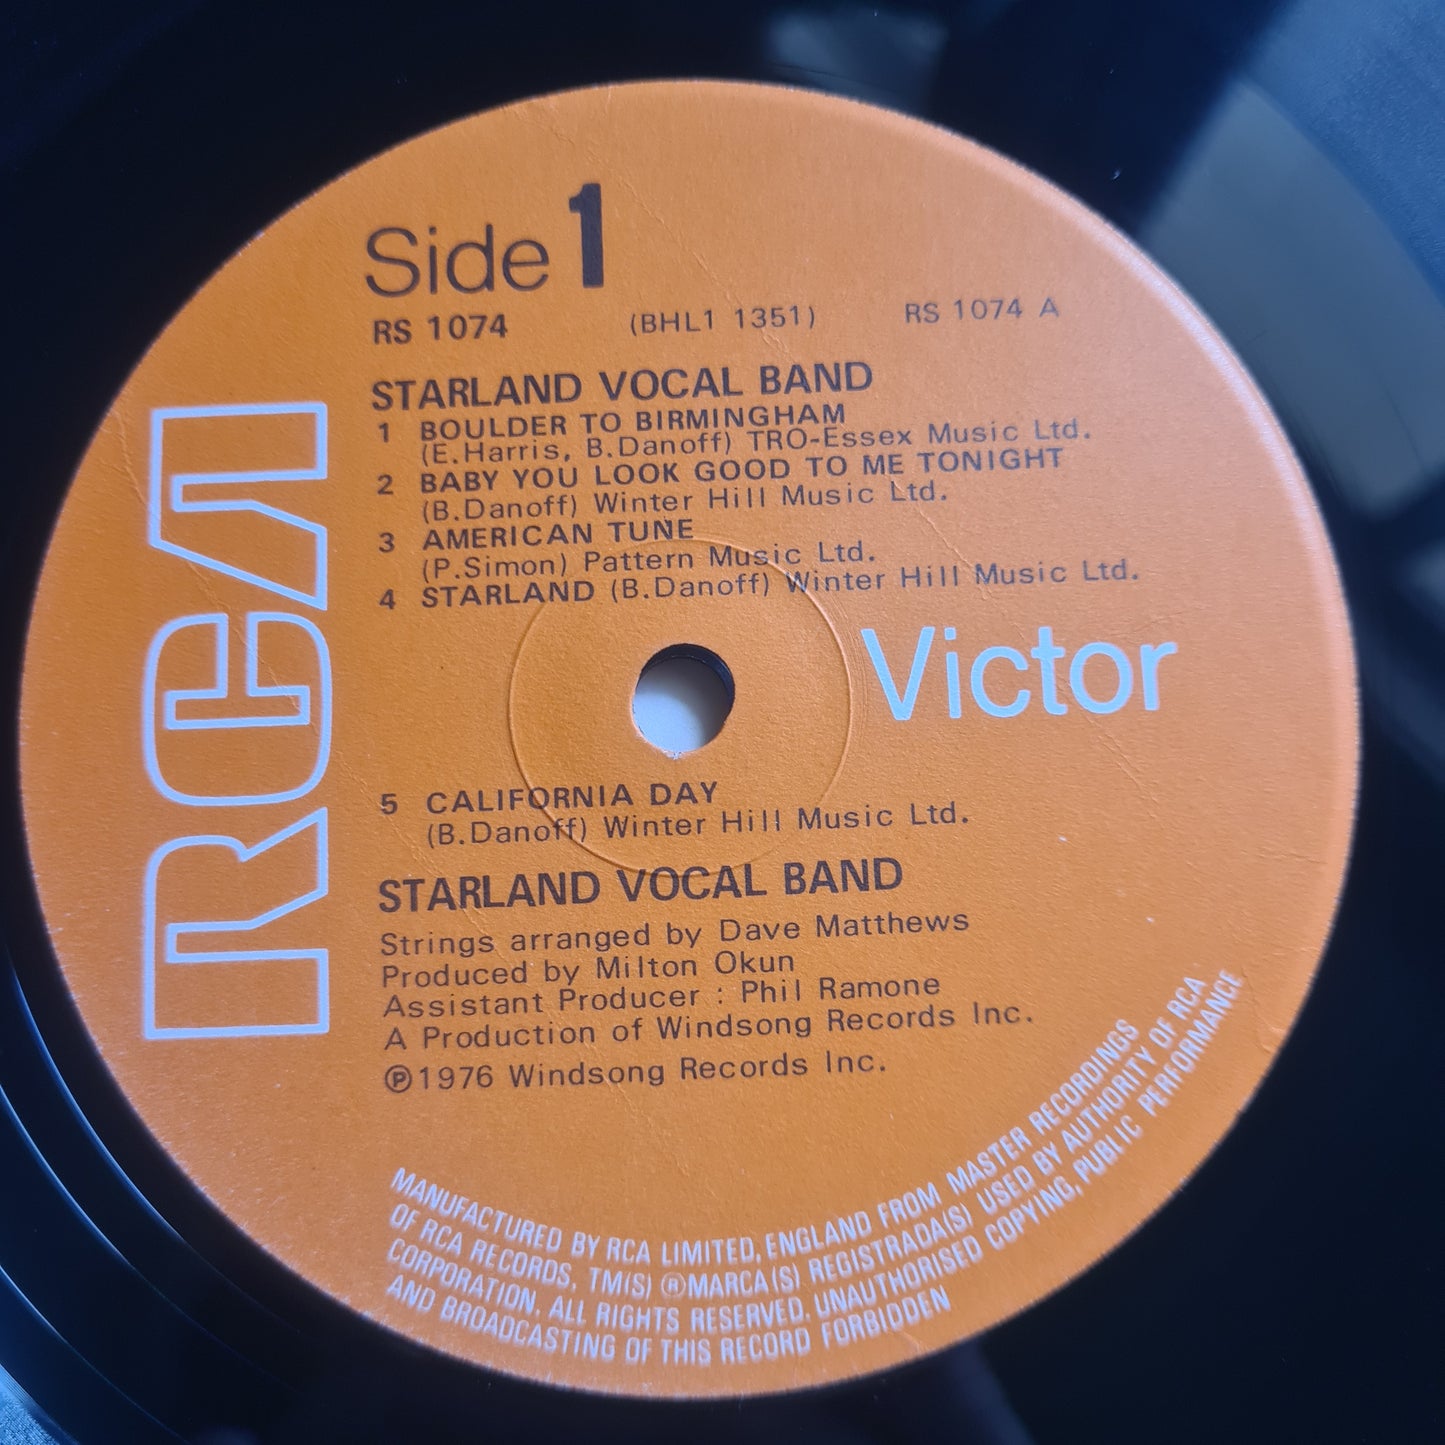 Side 1
RS 1074 (BHL1 1351) RS 1074 A
STARLAND VOCAL BAND
1 BOULDER TO BIRMINGHAM
(E.Harris, B.Danoff) TRO-Essex Music Ltd.
2 BABY YOU LOOK GOOD TO ME TONIGHT
(B.Danoff) Winter Hill Music Ltd.
3 AMERICAN TUNE
(P.Simon) Pattern Music Ltd.
4 STARLAND (B.Danoff) Winter Hill Music Ltd.
RCA
Victor
5 CALIFORNIA DAY
(B.Danoff) Winter Hill Music Ltd.
STARLAND VOCAL BAND
Strings arranged by Dave Matthews
Produced by Milton Okun
Assistant Producer : Phil Ramone
A Production of Windsong Records Inc.
℗1976 Windsong Records Inc.
MANUFACTURED BY RCA LIMITED, ENGLAND FROM MASTER RECORDINGS
OF RCA RECORDS, TM(S) ® MARCA(S) REGISTRADA(S) USED BY AUTHORITY OF RCA
CORPORATION. ALL RIGHTS RESERVED. UNAUTHORISED COPYING, PUBLIC PERFORMANCE
AND BROADCASTING OF THIS RECORD FORBIDDEN